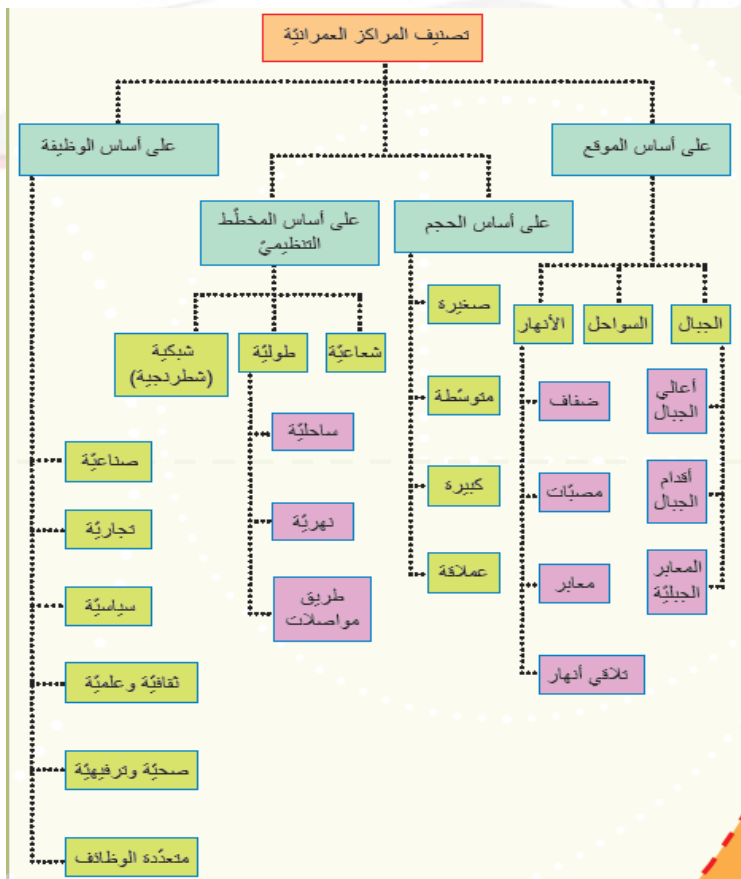 تصنيف المراكز العمرانيّة
على أساس الموقع
الجبال
أعالي
الجبال
أقدام
الجبال
المعابر
الجبليّة
السواحل
الأنهار
ضفاف
مصبّات
معابر
تلاقي أنهار
على أساس الحجم
صغيرة
متوسّطة
كبيرة
عملاقة
على أساس المخطّط
التنظيميّ
شعاعيّة
طوليّة
ساحليّة
نهريّة
طريق
مواصلات
شبكية
(شطرنجية)
على أساس الوظيفة
صناعيّة
تجاريّة
سياسيّة
ثقافيّة وعلميّة
صحيّة وترفيهيّة
متعدّدة الوظائف